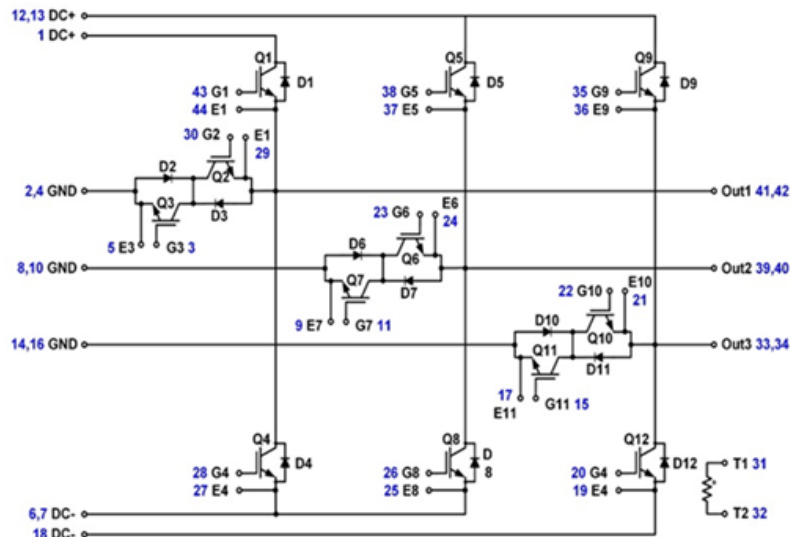 12,13 DC+
1 DC+
Q1
Q5
Q9
D1
D5
D9
43 G1
38 G5
35 G9
44 E1
37 E5
36 E9
30 G2
E1
29
D2
Q2
Q3
D3
2,4 GND
Out1 41,42
5 E3
G3 3
23 G6
E6
24
D6
Q6
Q7
D7
8,10 GND
Out2 39,40
9 E7
G7 11
22 G10
E10
21
D10
Q10
Q11
D11
14,16 GND
Out3 33,34
17
E11
G11 15
Q4
Q8
Q12
D4
D
8
D12
28 G4
26 G8
20 G4
27 E4
25 E8
19 E4
T1 31
T2 32
6,7 DC-
18 DC-